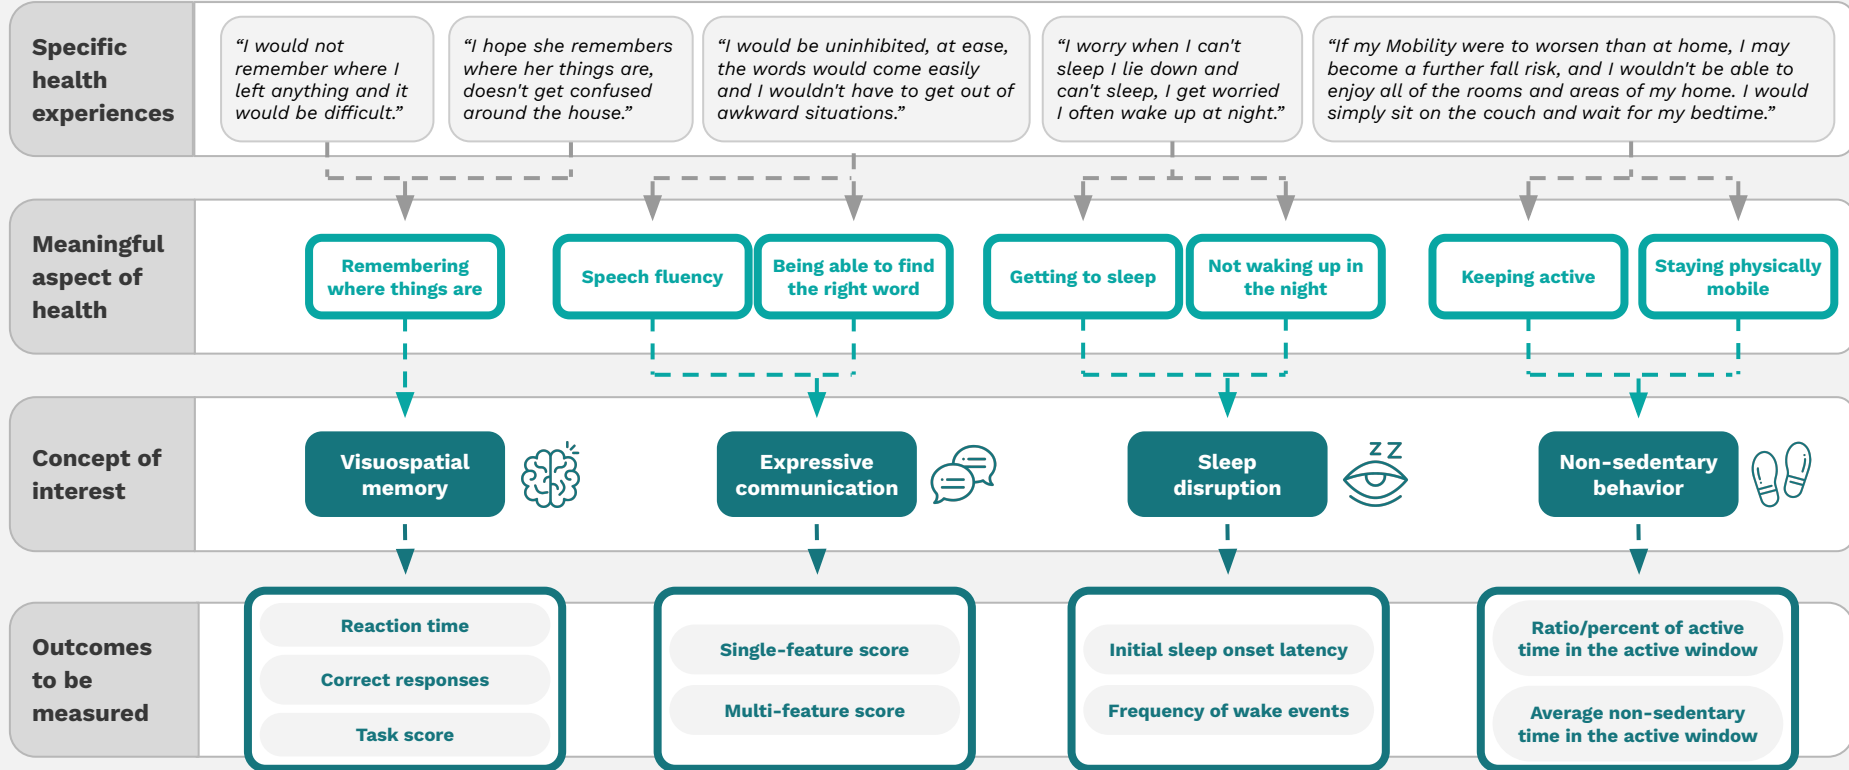 Specific
health
experiences
“I would not
remember where I
left anything and it
would be difficult.”
“I hope she remembers
where her things are,
doesn't get confused
around the house.”
“I would be uninhibited, at ease,
the words would come easily
and I wouldn't have to get out of
awkward situations.”
“I worry when I can't
sleep I lie down and
can't sleep, I get worried
I often wake up at night.”
“If my Mobility were to worsen than at home, I may
become a further fall risk, and I wouldn't be able to
enjoy all of the rooms and areas of my home. I would
simply sit on the couch and wait for my bedtime.”
Meaningful
aspect of
health
Remembering
where things are
Speech fluency
Being able to find
the right word
Getting to sleep
Not waking up in
the night
Keeping active
Staying physically
mobile
Concept of
interest
Visuospatial
memory
Expressive
communication
Sleep
disruption
Z Z
Non-sedentary
behavior
Outcomes
to be
measured
Reaction time
Correct responses
Task score
Single-feature score
Multi-feature score
Initial sleep onset latency
Frequency of wake events
Ratio/percent of active
time in the active window
Average non-sedentary
time in the active window